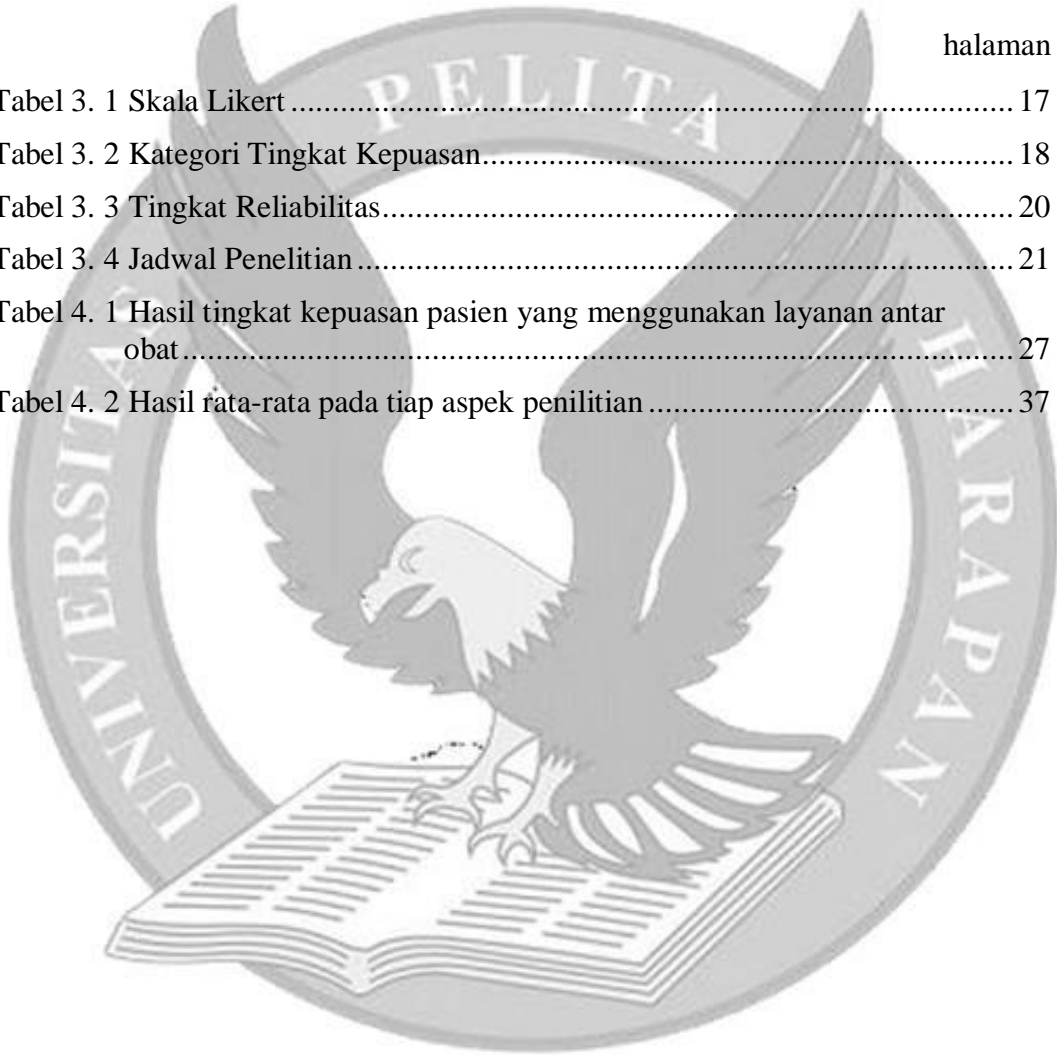 halaman
Tabel 3. 1 Skala Likert ........................................................................................ 17
Tabel 3. 2 Kategori Tingkat Kepuasan................................................................ 18
Tabel 3. 3 Tingkat Reliabilitas............................................................................. 20
Tabel 3. 4 Jadwal Penelitian ................................................................................ 21
Tabel 4. 1 Hasil tingkat kepuasan pasien yang menggunakan layanan antar
obat ..................................................................................................... 27
Tabel 4. 2 Hasil rata-rata pada tiap aspek penilitian ............................................ 37
UNIVERSITAS PELITA HARAPAN